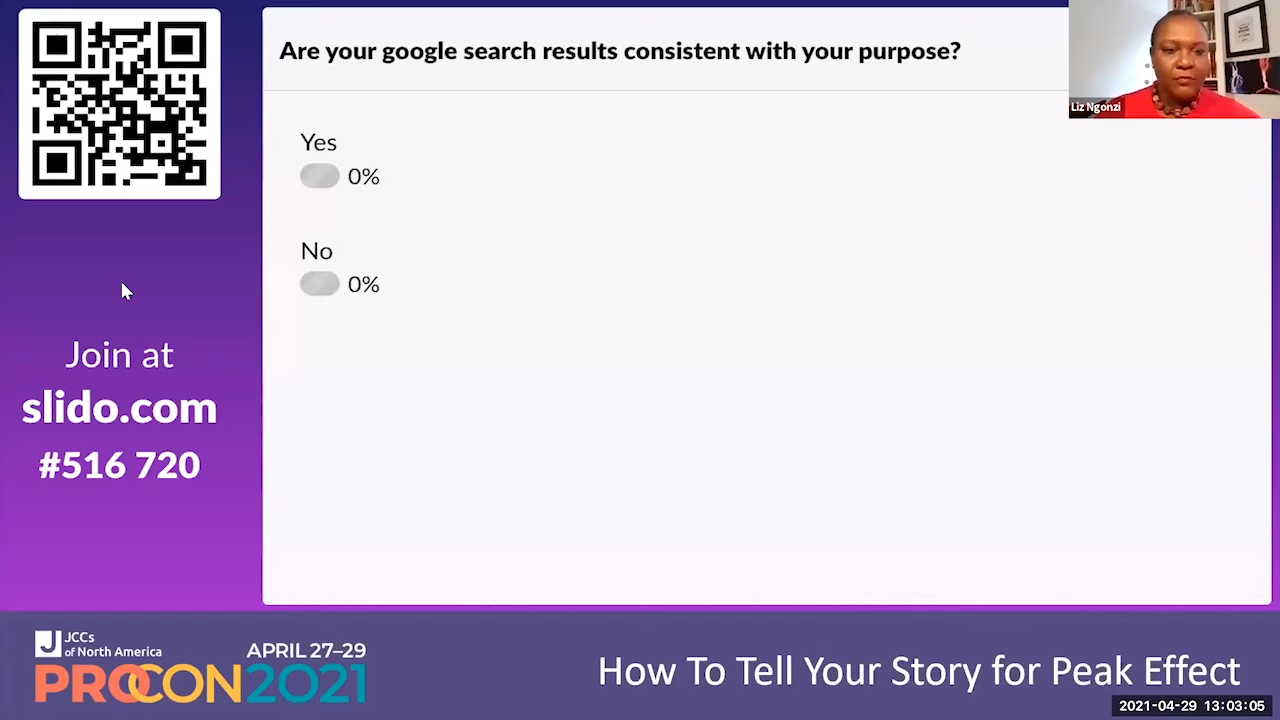 Are your google search results consistent with your purpose?
Liz Ngonzi
Yes
0%
No
0%
Join at
slido.com
#516 720
J JCCs
of North America
APRIL 27–29
PROCON2021
How To Tell Your Story for Peak Effect
2021-04-29 13:03:05